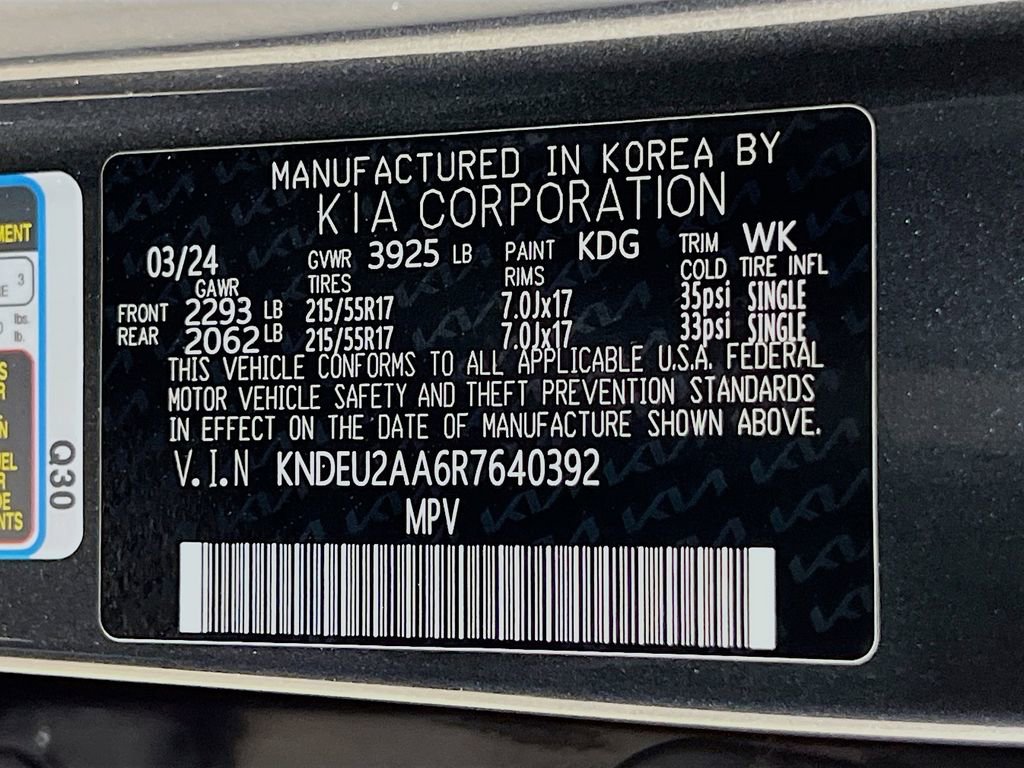 MANUFACTURED IN KOREA BY
KIA CORPORATION
03/24 GVWR 3925 LB PAINT KDG TRIM WK
GAWR TIRES RIMS COLD TIRE INFL
FRONT 2293 LB 215/55R17 7.0Jx17 35psi SINGLE
REAR 2062 LB 215/55R17 7.0Jx17 33psi SINGLE
THIS VEHICLE CONFORMS TO ALL APPLICABLE U.S.A. FEDERAL
MOTOR VEHICLE SAFETY AND THEFT PREVENTION STANDARDS
IN EFFECT ON THE DATE OF MANUFACTURE SHOWN ABOVE.
V.I.N KNDEU2AA6R7640392
MPV
3
lbs.
lb.
Q30